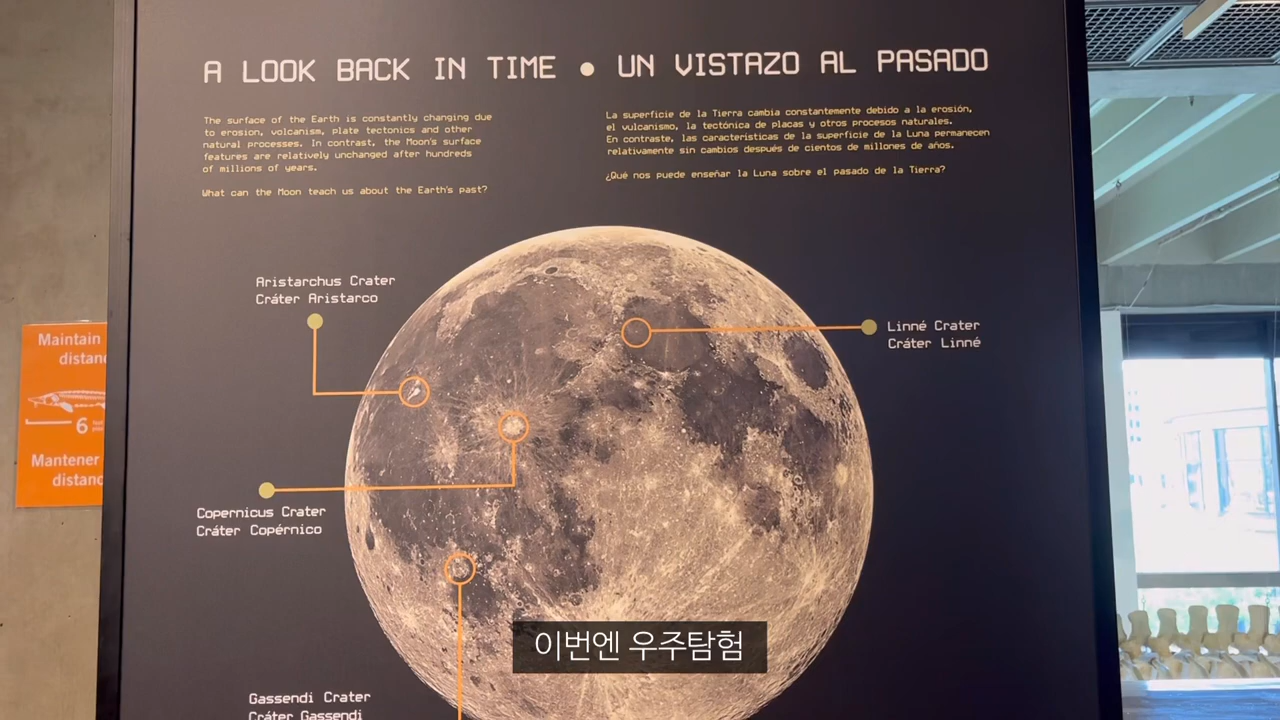 A LOOK BACK IN TIME • UN VISTAZO AL PASADO
The surface of the Earth is constantly changing due
to erosion, volcanism, plate tectonics and other
natural processes. In contrast, the Moon's surface
features are relatively unchanged after hundreds
of millions of years.
What can the Moon teach us about the Earth's past?
La superficie de la Tierra cambia constantemente debido a la erosión,
el vulcanismo, la tectónica de placas y otros procesos naturales.
En contraste, las características de la superficie de la Luna permanecen
relativamente sin cambios después de cientos de millones de años.
¿Qué nos puede enseñar la Luna sobre el pasado de la Tierra?
Aristarchus Crater
Cráter Aristarco
Linné Crater
Cráter Linné
Maintain
distanc
6
Mantener
distanc
Copernicus Crater
Cráter Copérnico
이번엔 우주탐험
Gassendi Crater
Cráter Gassendi